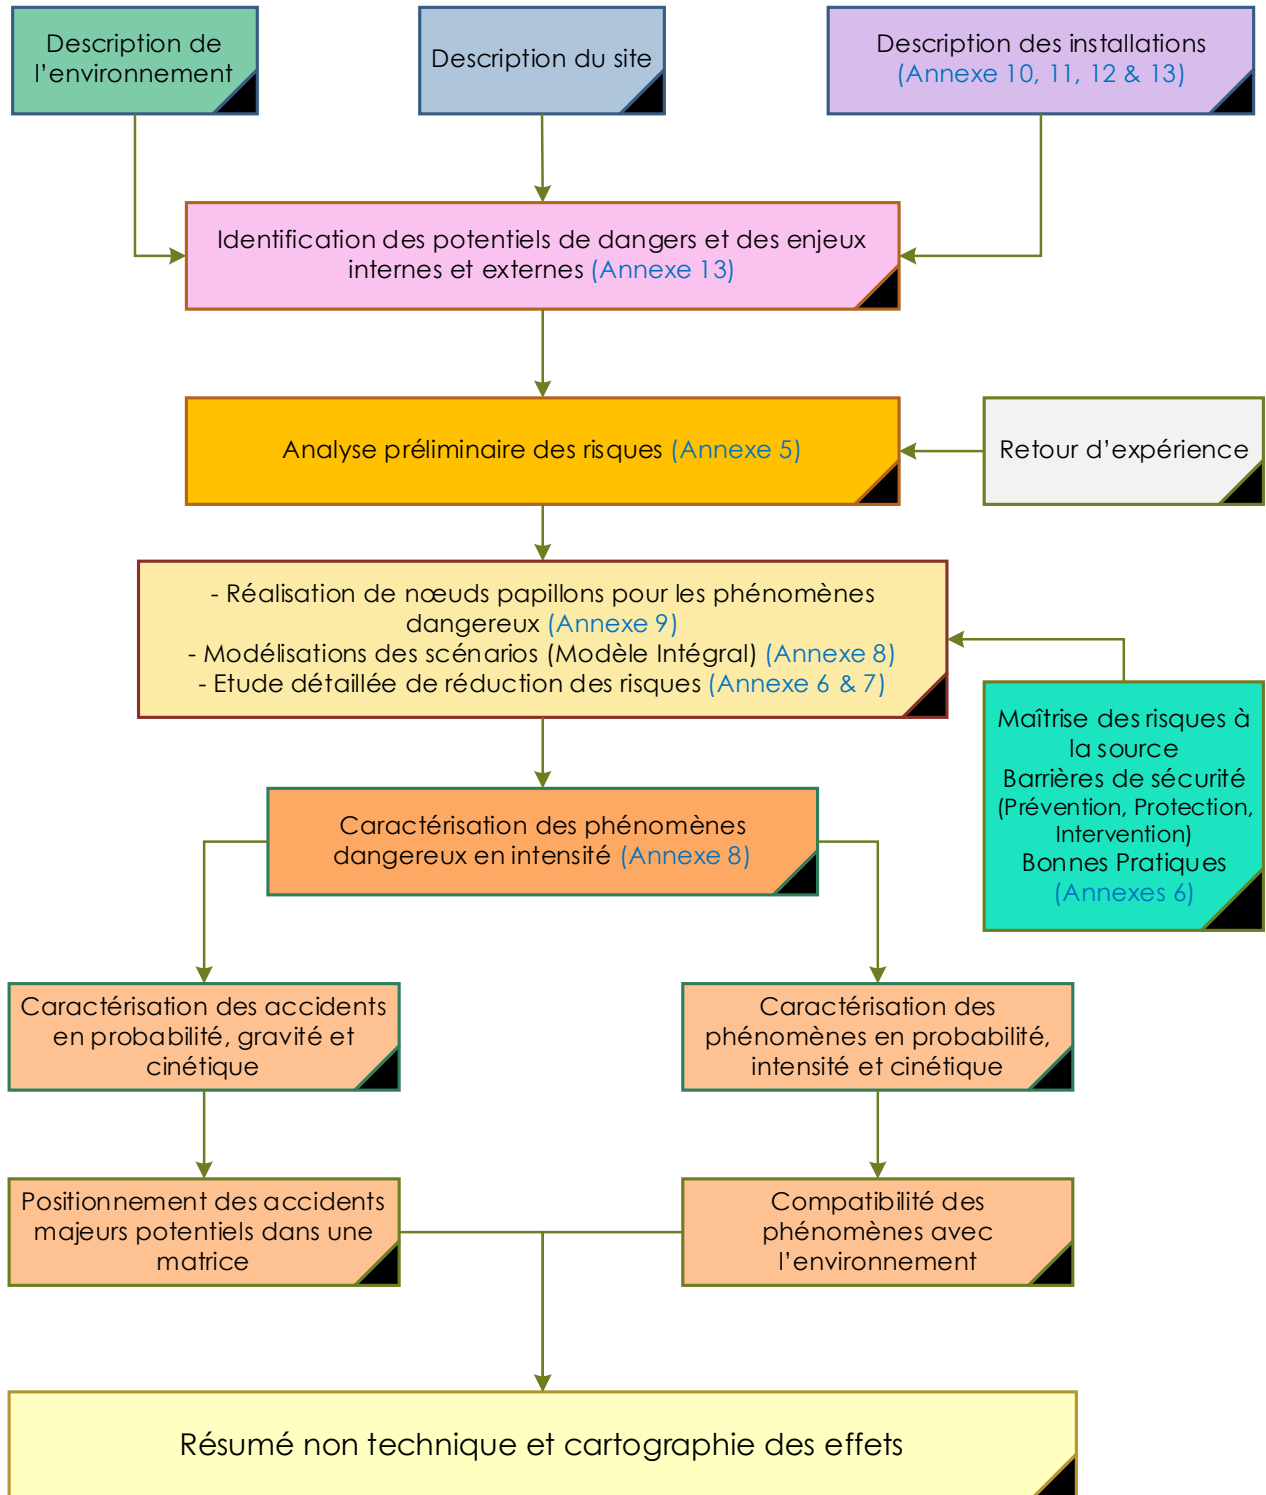 Description de
l'environnement
Description du site
Description des installations
(Annexe 10, 11, 12 & 13)
Identification des potentiels de dangers et des enjeux
internes et externes (Annexe 13)
Analyse préliminaire des risques (Annexe 5)
Retour d'expérience
- Réalisation de nœuds papillons pour les phénomènes
dangereux (Annexe 9)
- Modélisations des scénarios (Modèle Intégral) (Annexe 8)
- Etude détaillée de réduction des risques (Annexe 6 & 7)
Maîtrise des risques à
la source
Barrières de sécurité
(Prévention, Protection,
Intervention)
Bonnes Pratiques
(Annexes 6)
Caractérisation des phénomènes
dangereux en intensité (Annexe 8)
Caractérisation des accidents
en probabilité, gravité et
cinétique
Caractérisation des
phénomènes en probabilité,
intensité et cinétique
Positionnement des accidents
majeurs potentiels dans une
matrice
Compatibilité des
phénomènes avec
l'environnement
Résumé non technique et cartographie des effets